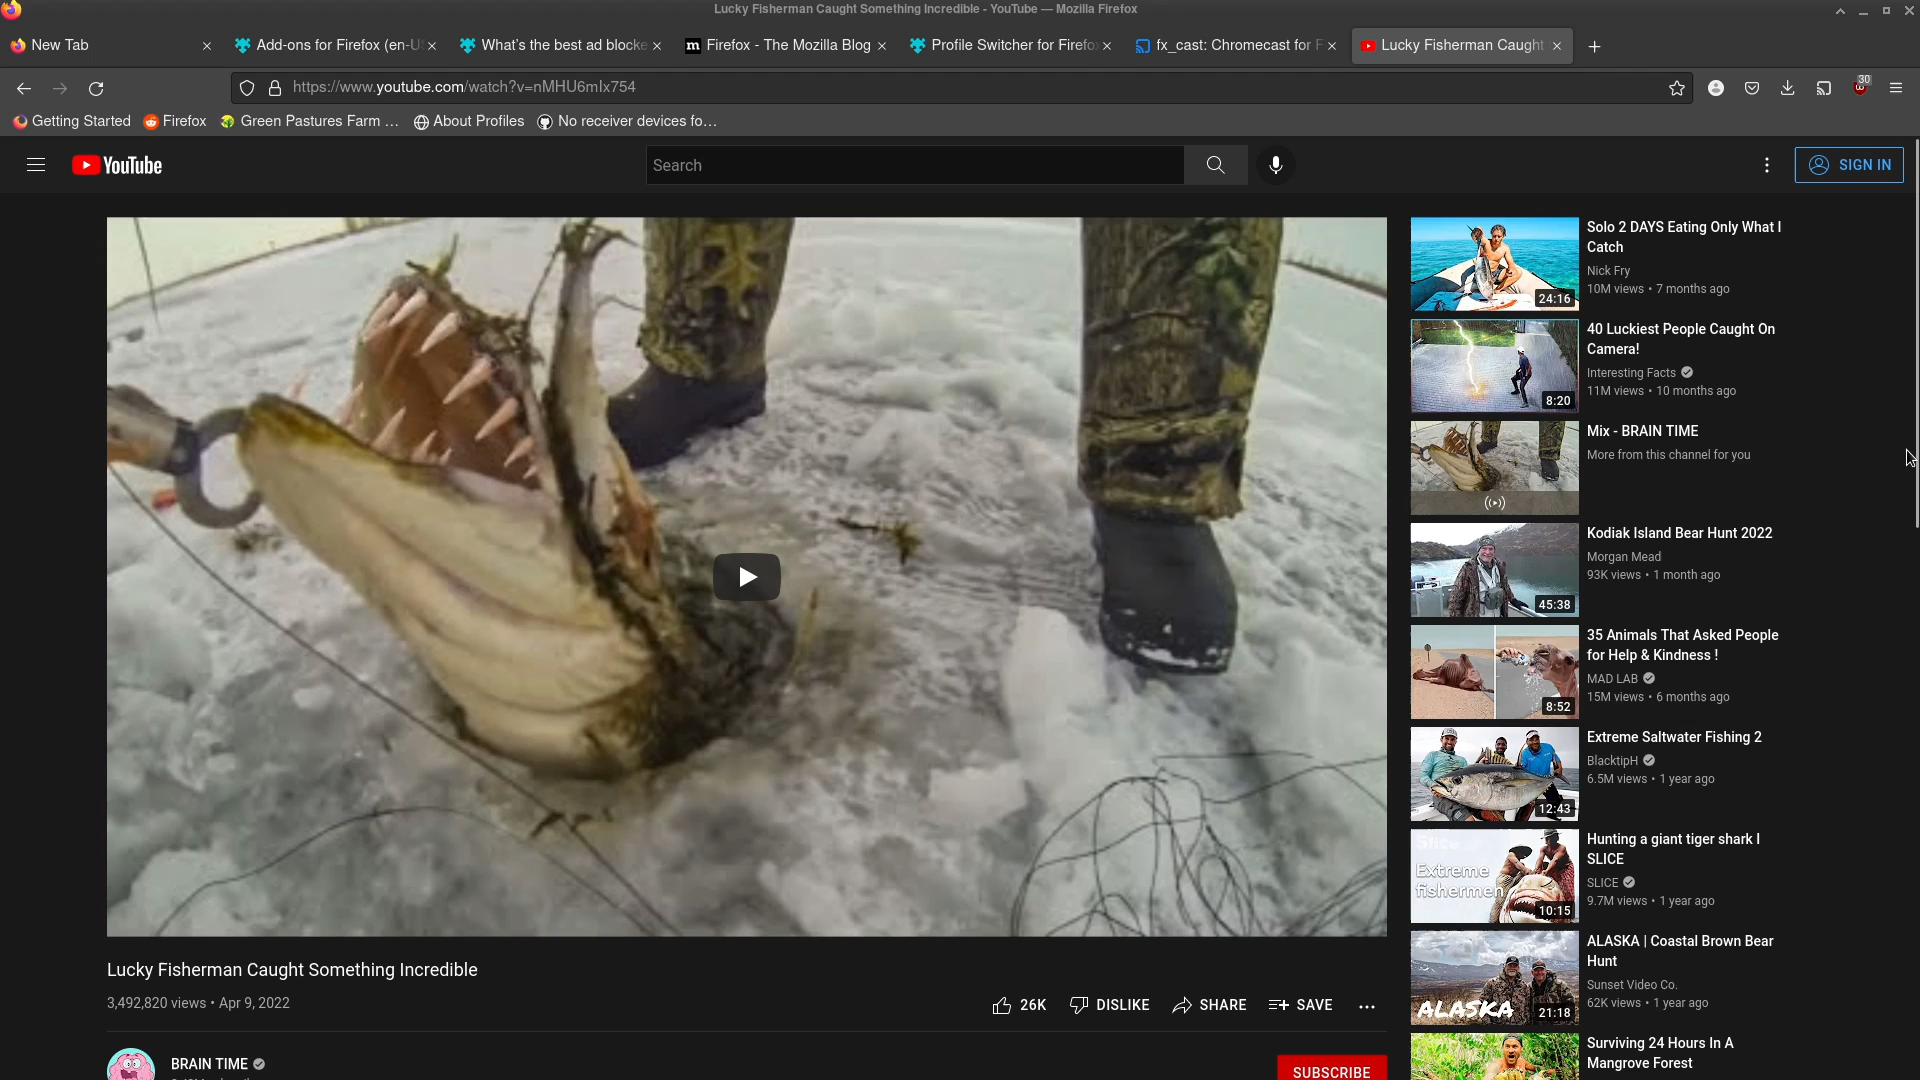 Lucky Fisherman Caught Something Incredible - YouTube — Mozilla Firefox
New Tab
Add-ons for Firefox (en-U
What's the best ad blocke
Firefox - The Mozilla Blog
Profile Switcher for Firefo
fx_cast: Chromecast for F
Lucky Fisherman Caught
https://www.youtube.com/watch?v=nMHU6mIx754
30
Getting Started
Firefox
Green Pastures Farm ...
About Profiles
No receiver devices fo...
YouTube
Search
SIGN IN
Solo 2 DAYS Eating Only What I
Catch
Nick Fry
10M views • 7 months ago
24:16
40 Luckiest People Caught On
Camera!
Interesting Facts
11M views • 10 months ago
8:20
Mix - BRAIN TIME
More from this channel for you
Kodiak Island Bear Hunt 2022
Morgan Mead
93K views • 1 month ago
45:38
35 Animals That Asked People
for Help & Kindness !
MAD LAB
15M views • 6 months ago
8:52
Extreme Saltwater Fishing 2
BlacktipH
6.5M views • 1 year ago
12:43
Hunting a giant tiger shark I
SLICE
SLICE
9.7M views • 1 year ago
Slice
Extreme
fishermen
10:15
ALASKA | Coastal Brown Bear
Hunt
Sunset Video Co.
62K views • 1 year ago
ALASKA
21:18
Surviving 24 Hours In A
Mangrove Forest
Lucky Fisherman Caught Something Incredible
3,492,820 views • Apr 9, 2022
26K
DISLIKE
SHARE
SAVE
BRAIN TIME
SUBSCRIBE